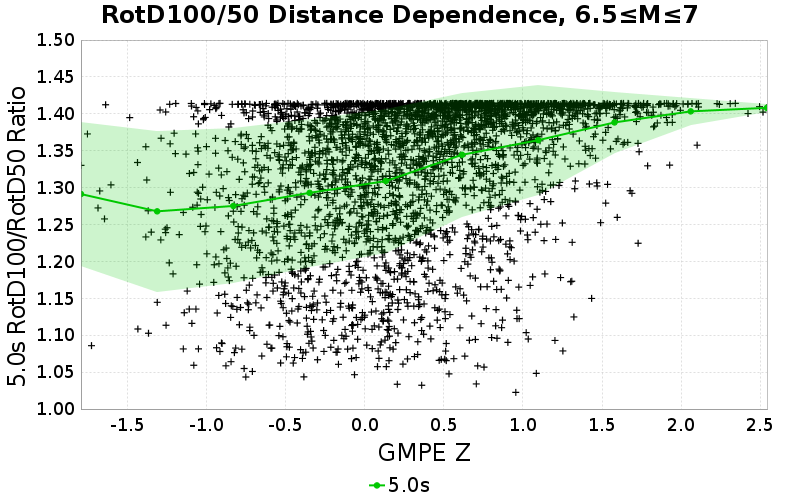 RotD100/50 Distance Dependence, 6.5≤M≤7
5.0s RotD100/RotD50 Ratio
1.50
1.45
1.40
1.35
1.30
1.25
1.20
1.15
1.10
1.05
1.00
-1.5 -1.0 -0.5 0.0 0.5 1.0 1.5 2.0 2.5
GMPE Z
5.0s